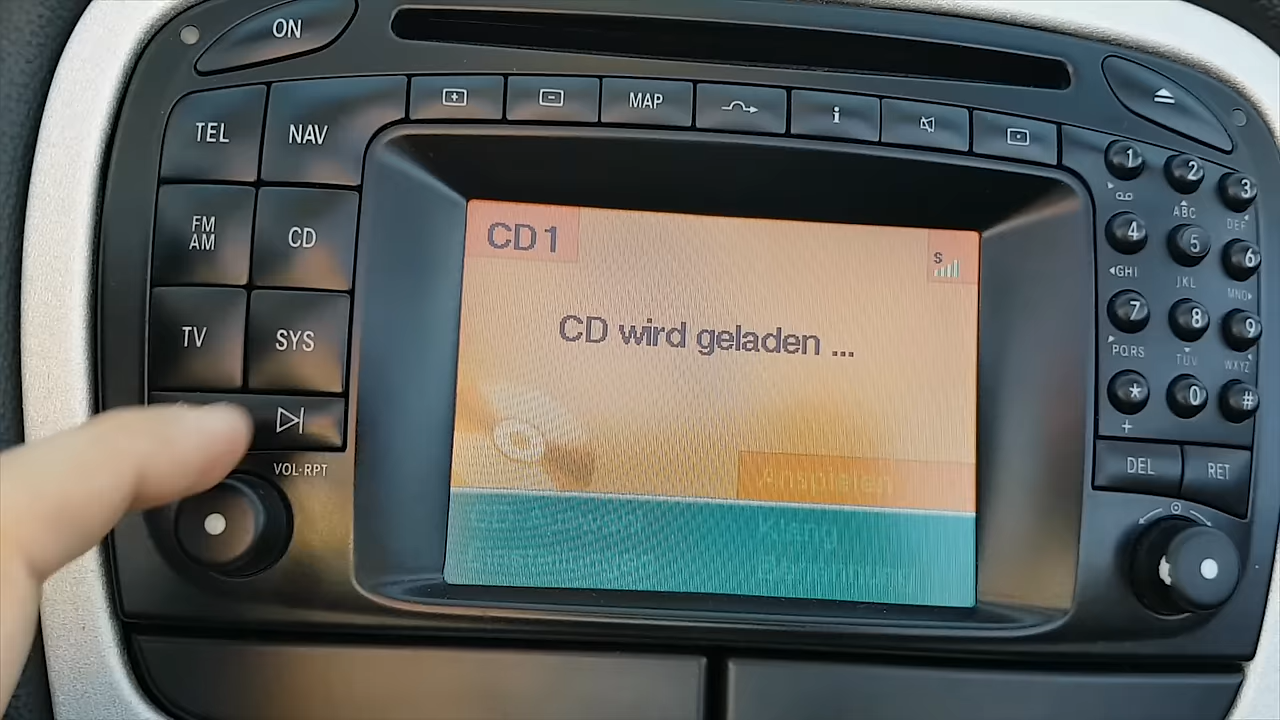 ON
TEL
NAV
MAP
i
FM
AM
CD
TV
SYS
VOL·RPT
CD 1
S
CD wird geladen ...
1
2
3
ABC
DEF
4
5
6
GHI
JKL
MNO
7
8
9
PQRS
TUV
WXYZ
*
0
#
+
DEL
RET